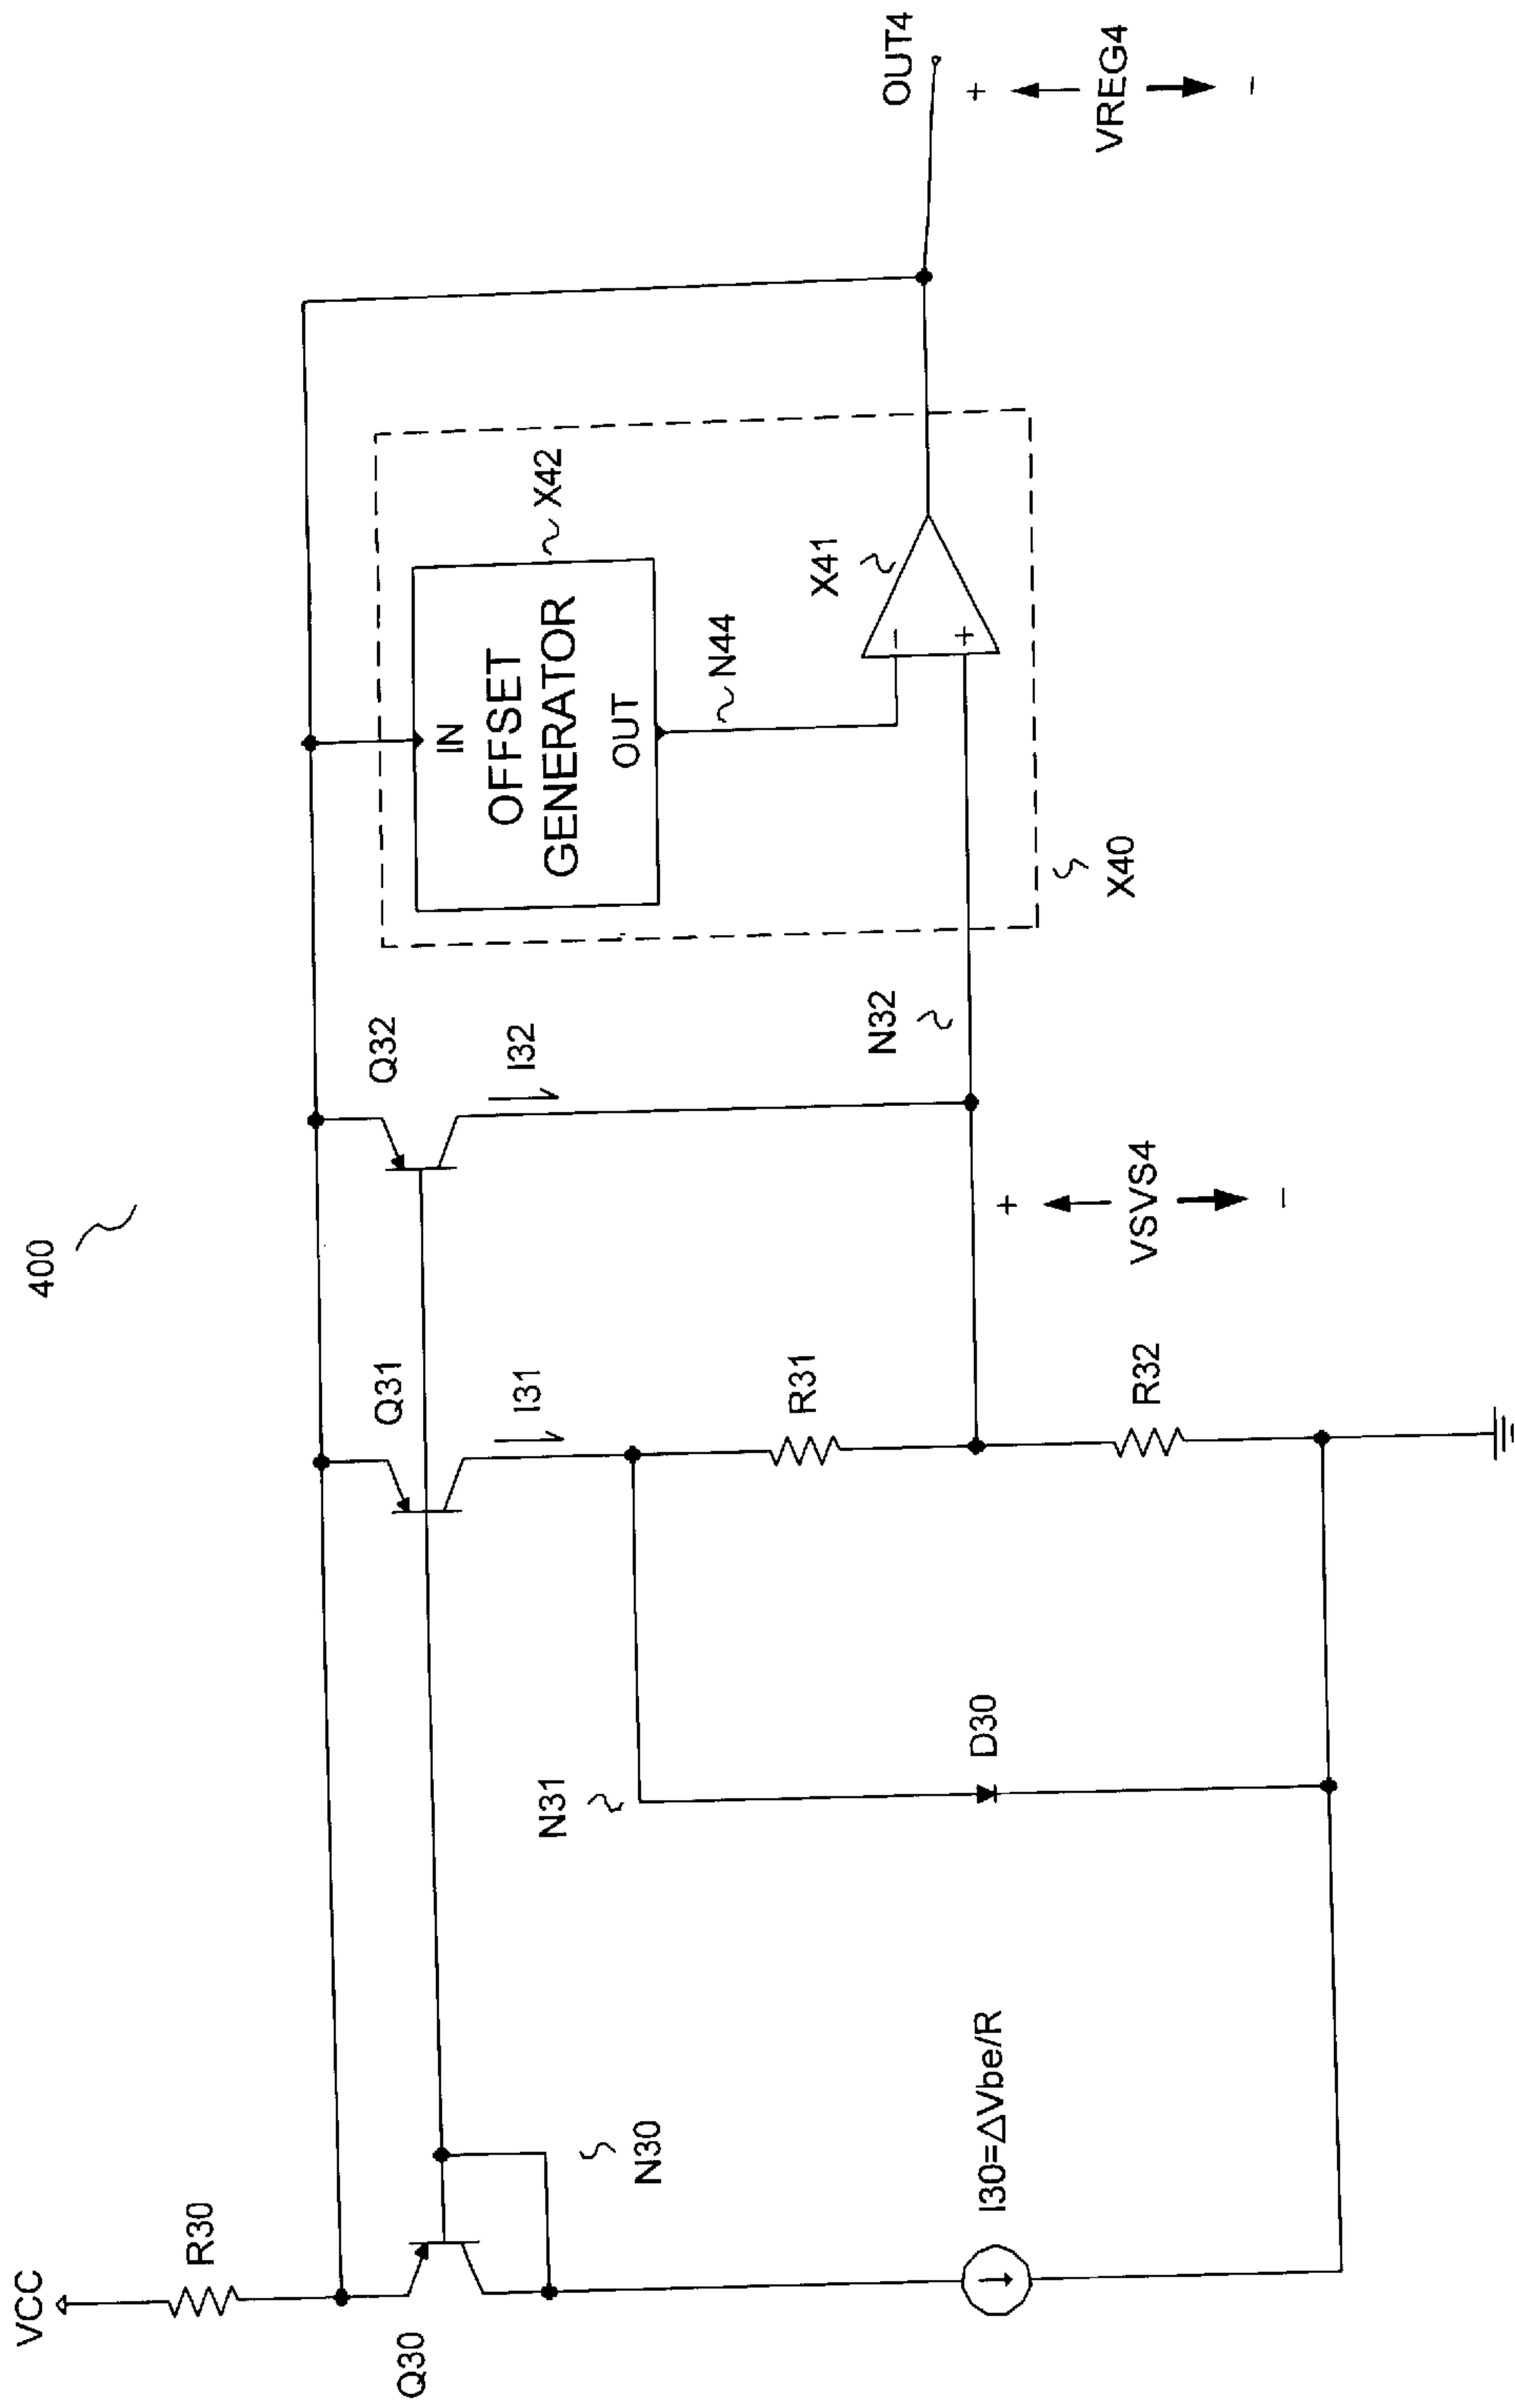 400
VCC
R30
Q30
N30
I30=ΔVbe/R
N31
D30
Q31
I31
R31
R32
Q32
I32
VSVS4
+
-
N32
X40
IN
OFFSET
GENERATOR
OUT
X42
N44
X41
-
+
OUT4
+
VREG4
-